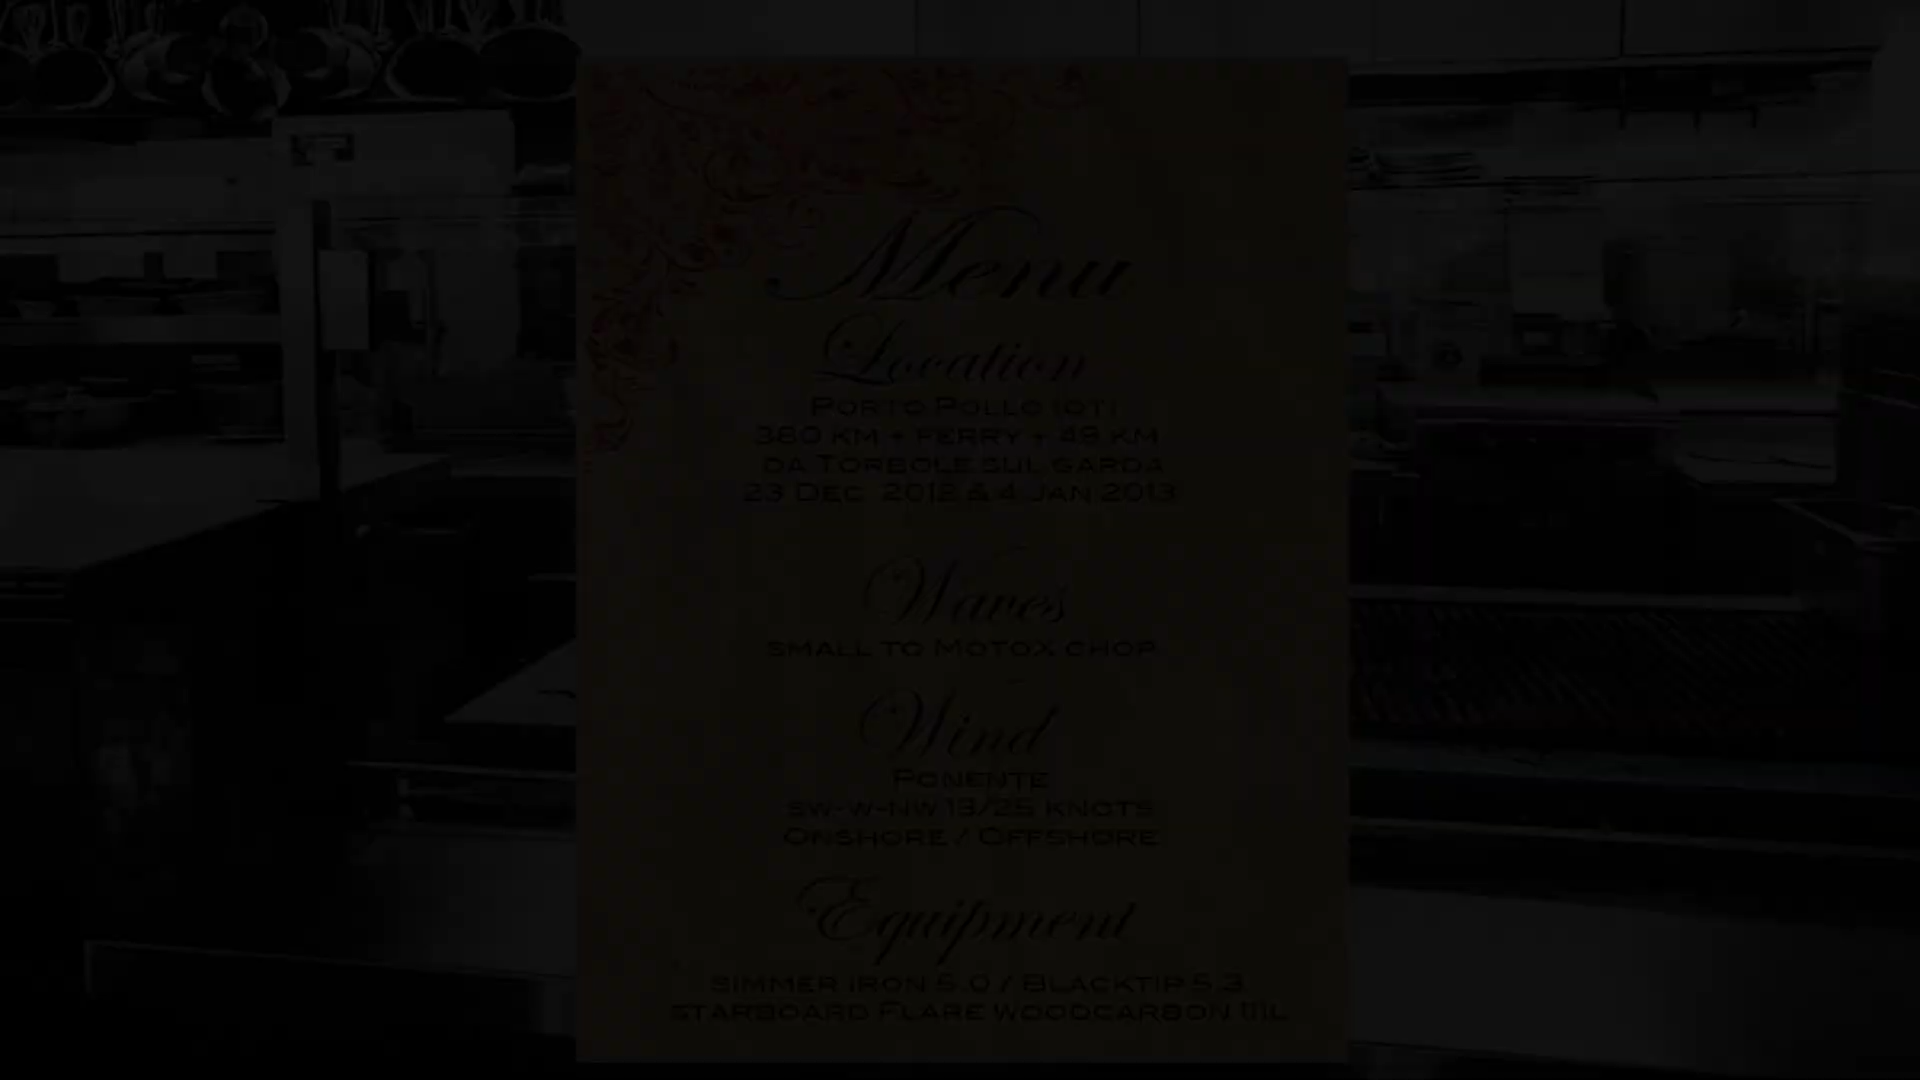 Menu
Location
PORTO POLLO (OT)
380 KM + FERRY + 49 KM
DA TORBOLE SUL GARDA
23 DEC 2012 & 4 JAN 2013
Waves
SMALL TO MOTOX CHOP
Wind
PONENTE
SW-W-NW 13/25 KNOTS
ONSHORE / OFFSHORE
Equipment
SIMMER IRON 5.0 / BLACKTIP 5.3
STARBOARD FLARE WOODCARBON